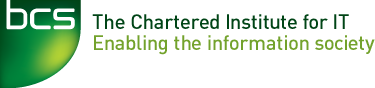 bcs
The Chartered Institute for IT
Enabling the information society